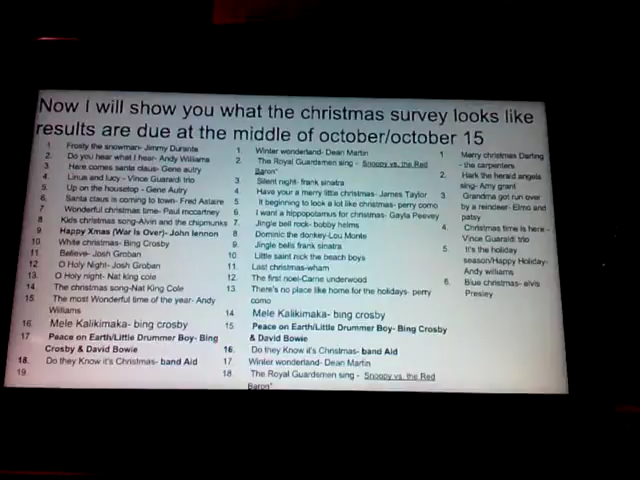 Now I will show you what the christmas survey looks like
results are due at the middle of october/october 15
1. Frosty the snowman- Jimmy Durante
2. Do you hear what I hear- Andy Williams
3. Here comes santa claus- Gene autry
4. Linus and lucy - Vince Guaraldi trio
5. Up on the housetop - Gene Autry
6. Santa claus is coming to town- Fred Astaire
7. Wonderful christmas time- Paul mccartney
8 Kids christmas song-Alvin and the chipmunks
9. Happy Xmas (War Is Over)- John lennon
10 White christmas- Bing Crosby
11 Believe- Josh Groban
12 O Holy Night- Josh Groban
13. O Holy night- Nat king cole
14 The christmas song-Nat King Cole
15 The most Wonderful time of the year- Andy
Williams
16. Mele Kalikimaka- bing crosby
17 Peace on Earth/Little Drummer Boy- Bing
Crosby & David Bowie
18. Do they Know it's Christmas- band Aid
19.
1. Winter wonderland- Dean Martin
2. The Royal Guardsmen sing - Snoopy vs. the Red
Baron"
3. Silent night- frank sinatra
4 Have your a merry little christmas- James Taylor
5 It beginning to look a lot like christmas- perry como
6. I want a hippopotamus for christmas- Gayla Peevey
7. Jingle bell rock- bobby helms
8 Dominic the donkey-Lou Monte
9. Jingle bells frank sinatra
10. Little saint nick the beach boys
11. Last christmas-wham
12. The first noel-Carrie underwood
13. There's no place like home for the holidays- perry
como
14 Mele Kalikimaka- bing crosby
15 Peace on Earth/Little Drummer Boy- Bing Crosby
& David Bowie
16. Do they Know it's Christmas- band Aid
17 Winter wonderland- Dean Martin
18. The Royal Guardsmen sing - Snoopy vs. the Red
Baron"
1 Marry christmas Darling
- the carpenters
2. Hark the herald angels
sing- Amy grant
3 Grandma got run over
by a reindeer- Elmo and
patsy
4. Christmas time is here -
Vince Guaraldi trio
5. It's the holiday
season/Happy Holiday-
Andy williams
6. Blue christmas- elvis
Presley